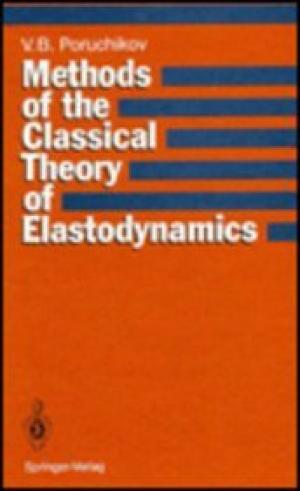 V.B. Poruchikov
Methods
of the
Classical
Theory
of
Elastodynamics
Springer-Verlag